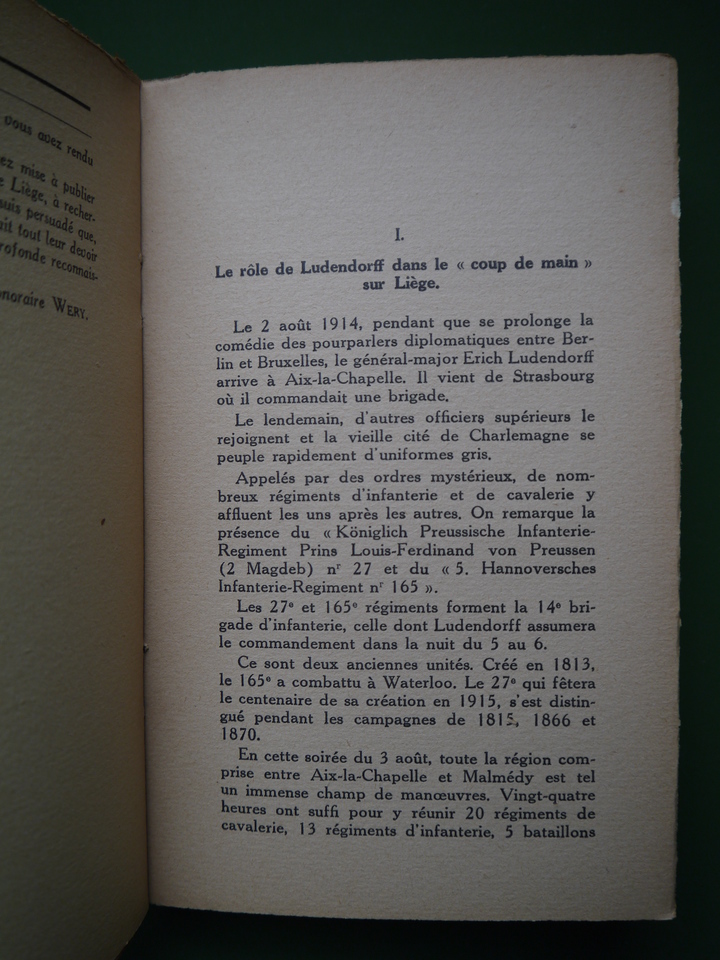 vous avez rendu
ez mise à publier
e Liège, à recher-
suis persuadé que,
ait tout leur devoir
rofonde reconnais-
onoraire WERY.
I.
Le rôle de Ludendorff dans le « coup de main »
sur Liège.
Le 2 août 1914, pendant que se prolonge la
comédie des pourparlers diplomatiques entre Ber-
lin et Bruxelles, le général-major Erich Ludendorff
arrive à Aix-la-Chapelle. Il vient de Strasbourg
où il commandait une brigade.
Le lendemain, d'autres officiers supérieurs le
rejoignent et la vieille cité de Charlemagne se
peuple rapidement d'uniformes gris.
Appelés par des ordres mystérieux, de nom-
breux régiments d'infanterie et de cavalerie y
affluent les uns après les autres. On remarque la
présence du « Königlich Preussische Infanterie-
Regiment Prins Louis-Ferdinand von Preussen
(2 Magdeb) nʳ 27 et du « 5. Hannoversches
Infanterie-Regiment nʳ 165 ».
Les 27ᵉ et 165ᵉ régiments forment la 14ᵉ bri-
gade d'infanterie, celle dont Ludendorff assumera
le commandement dans la nuit du 5 au 6.
Ce sont deux anciennes unités. Créé en 1813,
le 165ᵉ a combattu à Waterloo. Le 27ᵉ qui fêtera
le centenaire de sa création en 1915, s'est distin-
gué pendant les campagnes de 1815, 1866 et
1870.
En cette soirée du 3 août, toute la région com-
prise entre Aix-la-Chapelle et Malmédy est tel
un immense champ de manœuvres. Vingt-quatre
heures ont suffi pour y réunir 20 régiments de
cavalerie, 13 régiments d'infanterie, 5 bataillons